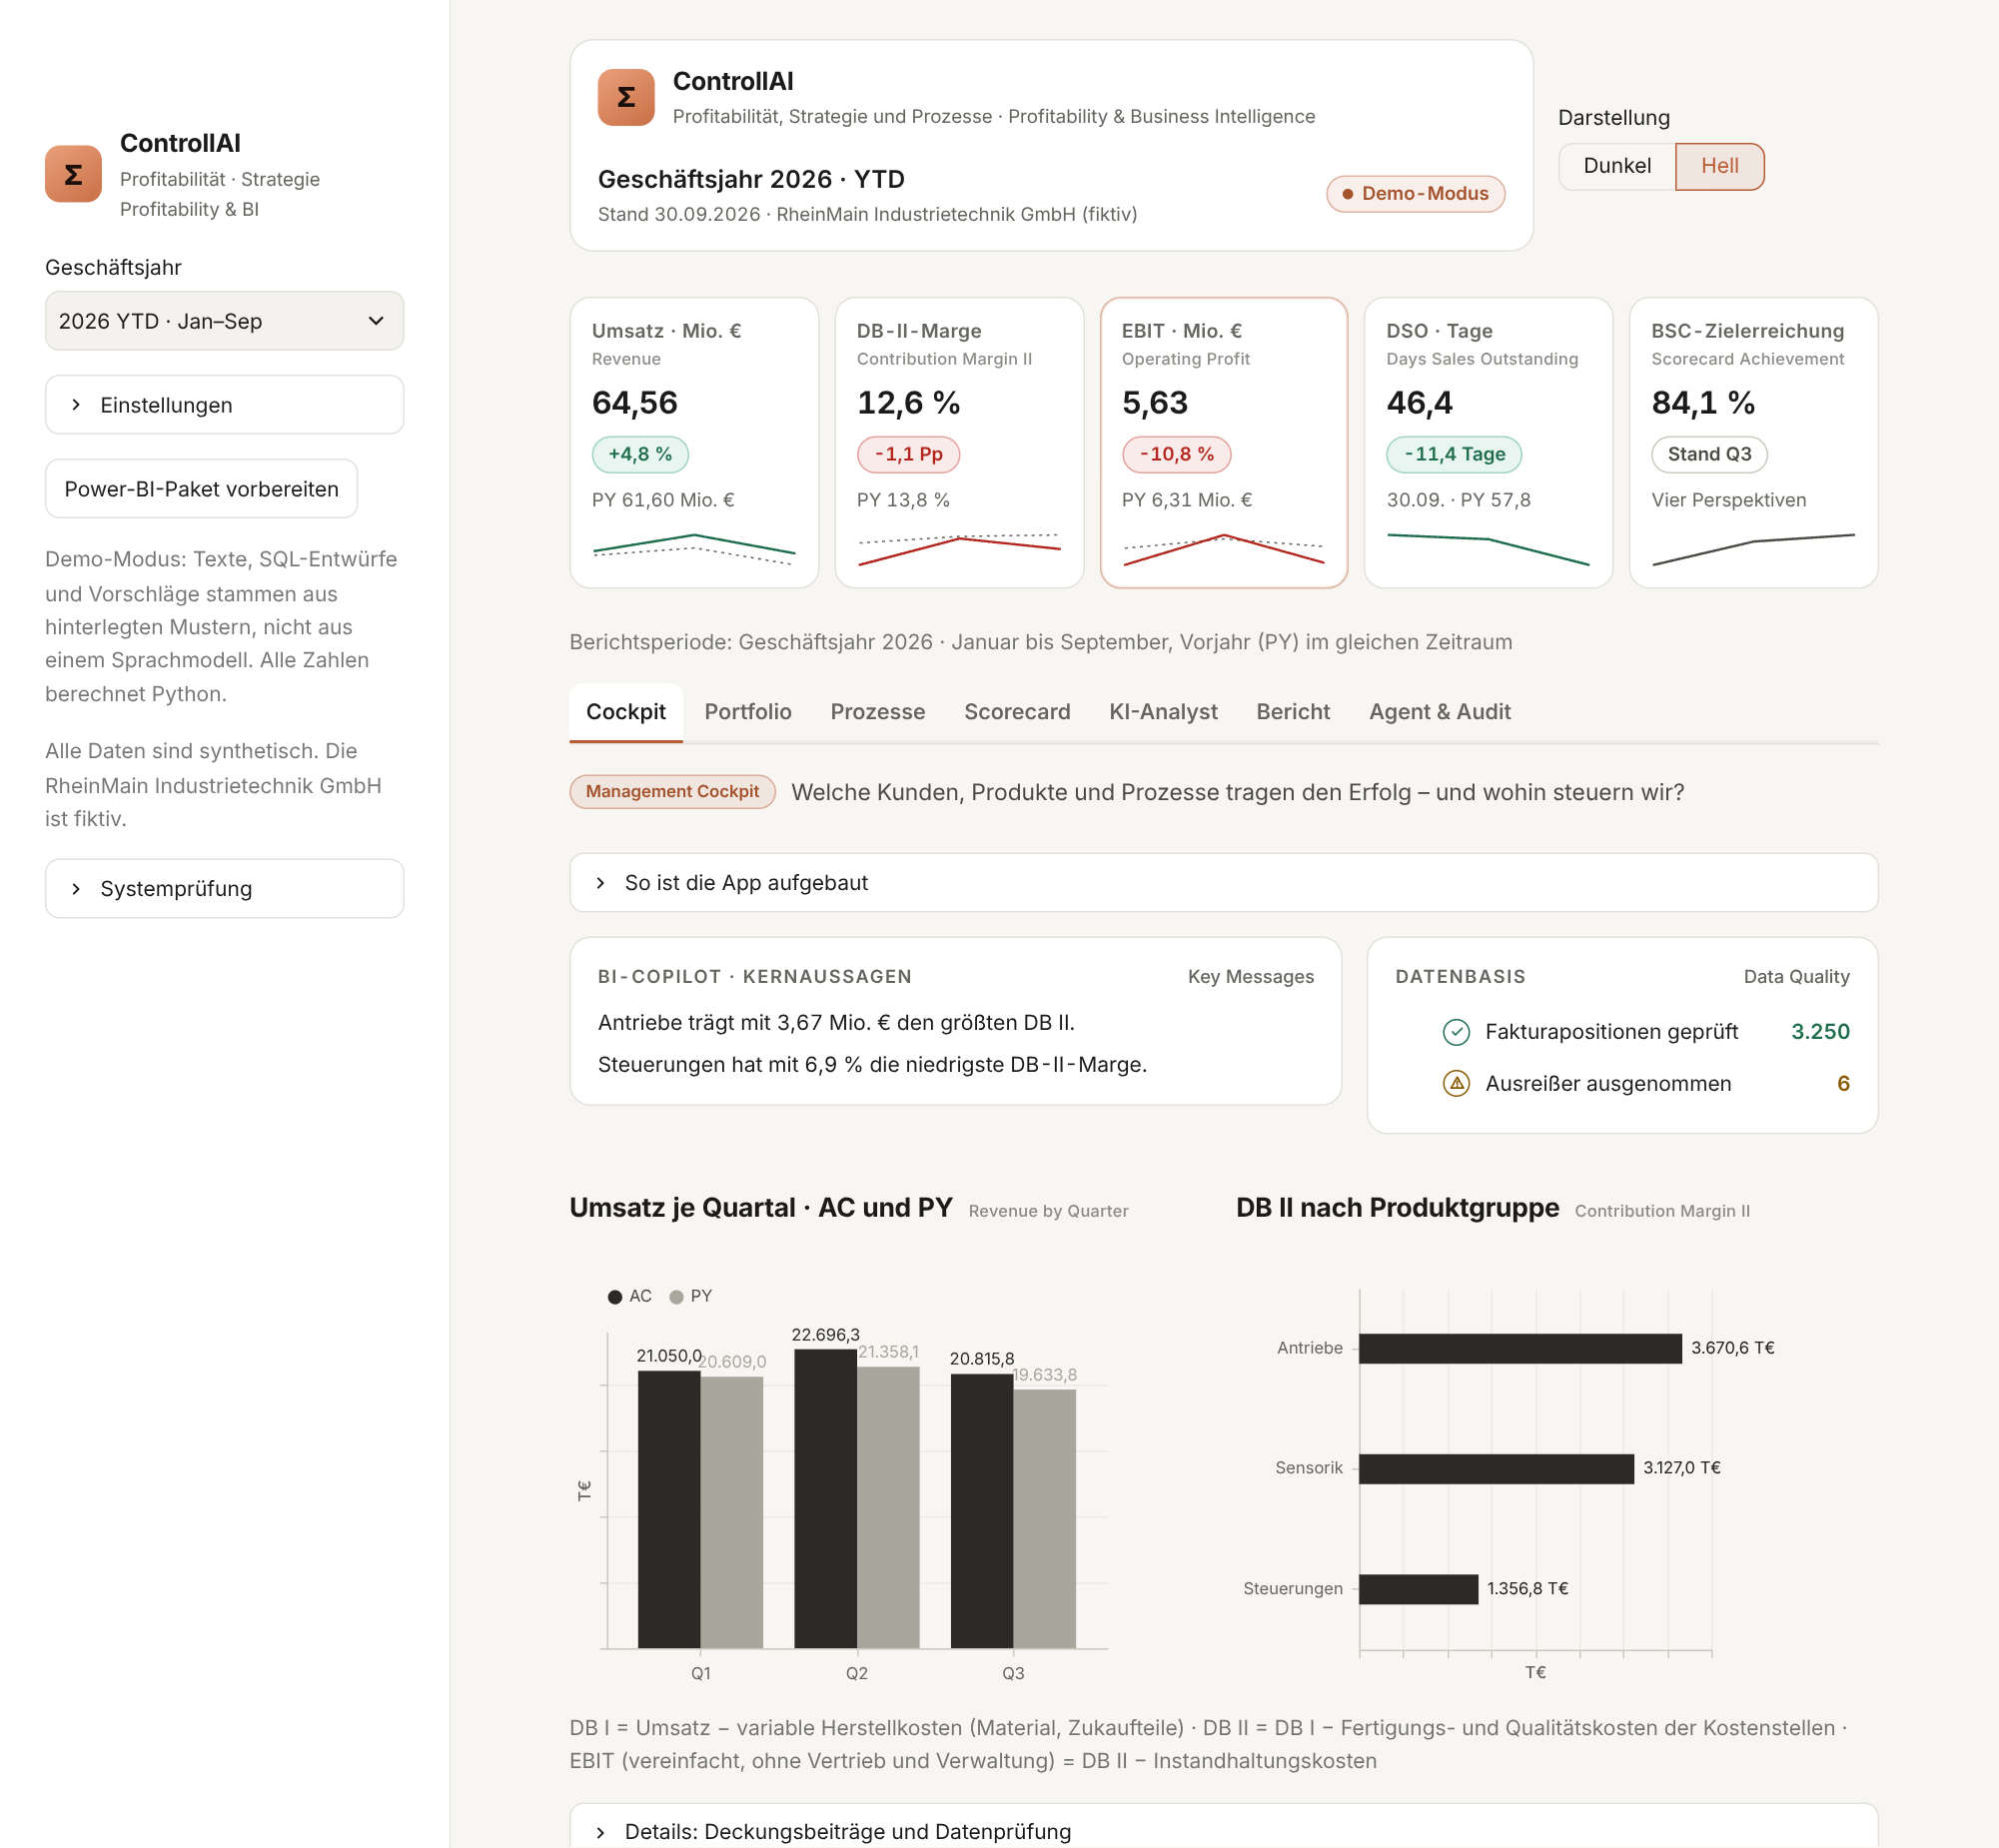 Σ
ControllAI
Profitabilität · Strategie
Profitability & BI
Geschäftsjahr
2026 YTD · Jan–Sep
Einstellungen
Power-BI-Paket vorbereiten
Demo-Modus: Texte, SQL-Entwürfe
und Vorschläge stammen aus
hinterlegten Mustern, nicht aus
einem Sprachmodell. Alle Zahlen
berechnet Python.
Alle Daten sind synthetisch. Die
RheinMain Industrietechnik GmbH
ist fiktiv.
Systemprüfung
Σ
ControllAI
Profitabilität, Strategie und Prozesse · Profitability & Business Intelligence
Geschäftsjahr 2026 · YTD
Stand 30.09.2026 · RheinMain Industrietechnik GmbH (fiktiv)
Demo-Modus
Darstellung
Dunkel
Hell
Umsatz · Mio. €
Revenue
64,56
+4,8 %
PY 61,60 Mio. €
DB-II-Marge
Contribution Margin II
12,6 %
-1,1 Pp
PY 13,8 %
EBIT · Mio. €
Operating Profit
5,63
-10,8 %
PY 6,31 Mio. €
DSO · Tage
Days Sales Outstanding
46,4
-11,4 Tage
30.09. · PY 57,8
BSC-Zielerreichung
Scorecard Achievement
84,1 %
Stand Q3
Vier Perspektiven
Berichtsperiode: Geschäftsjahr 2026 · Januar bis September, Vorjahr (PY) im gleichen Zeitraum
Cockpit Portfolio Prozesse Scorecard KI-Analyst Bericht Agent & Audit
Management Cockpit Welche Kunden, Produkte und Prozesse tragen den Erfolg – und wohin steuern wir?
So ist die App aufgebaut
BI-COPILOT · KERNAUSSAGEN Key Messages
Antriebe trägt mit 3,67 Mio. € den größten DB II.
Steuerungen hat mit 6,9 % die niedrigste DB-II-Marge.
DATENBASIS Data Quality
Fakturapositionen geprüft 3.250
Ausreißer ausgenommen 6
Umsatz je Quartal · AC und PY Revenue by Quarter
AC PY
21.050,0 20.609,0 22.696,3 21.358,1 20.815,8 19.633,8
T€
Q1 Q2 Q3
DB II nach Produktgruppe Contribution Margin II
Antriebe 3.670,6 T€
Sensorik 3.127,0 T€
Steuerungen 1.356,8 T€
T€
DB I = Umsatz − variable Herstellkosten (Material, Zukaufteile) · DB II = DB I − Fertigungs- und Qualitätskosten der Kostenstellen ·
EBIT (vereinfacht, ohne Vertrieb und Verwaltung) = DB II − Instandhaltungskosten
Details: Deckungsbeiträge und Datenprüfung